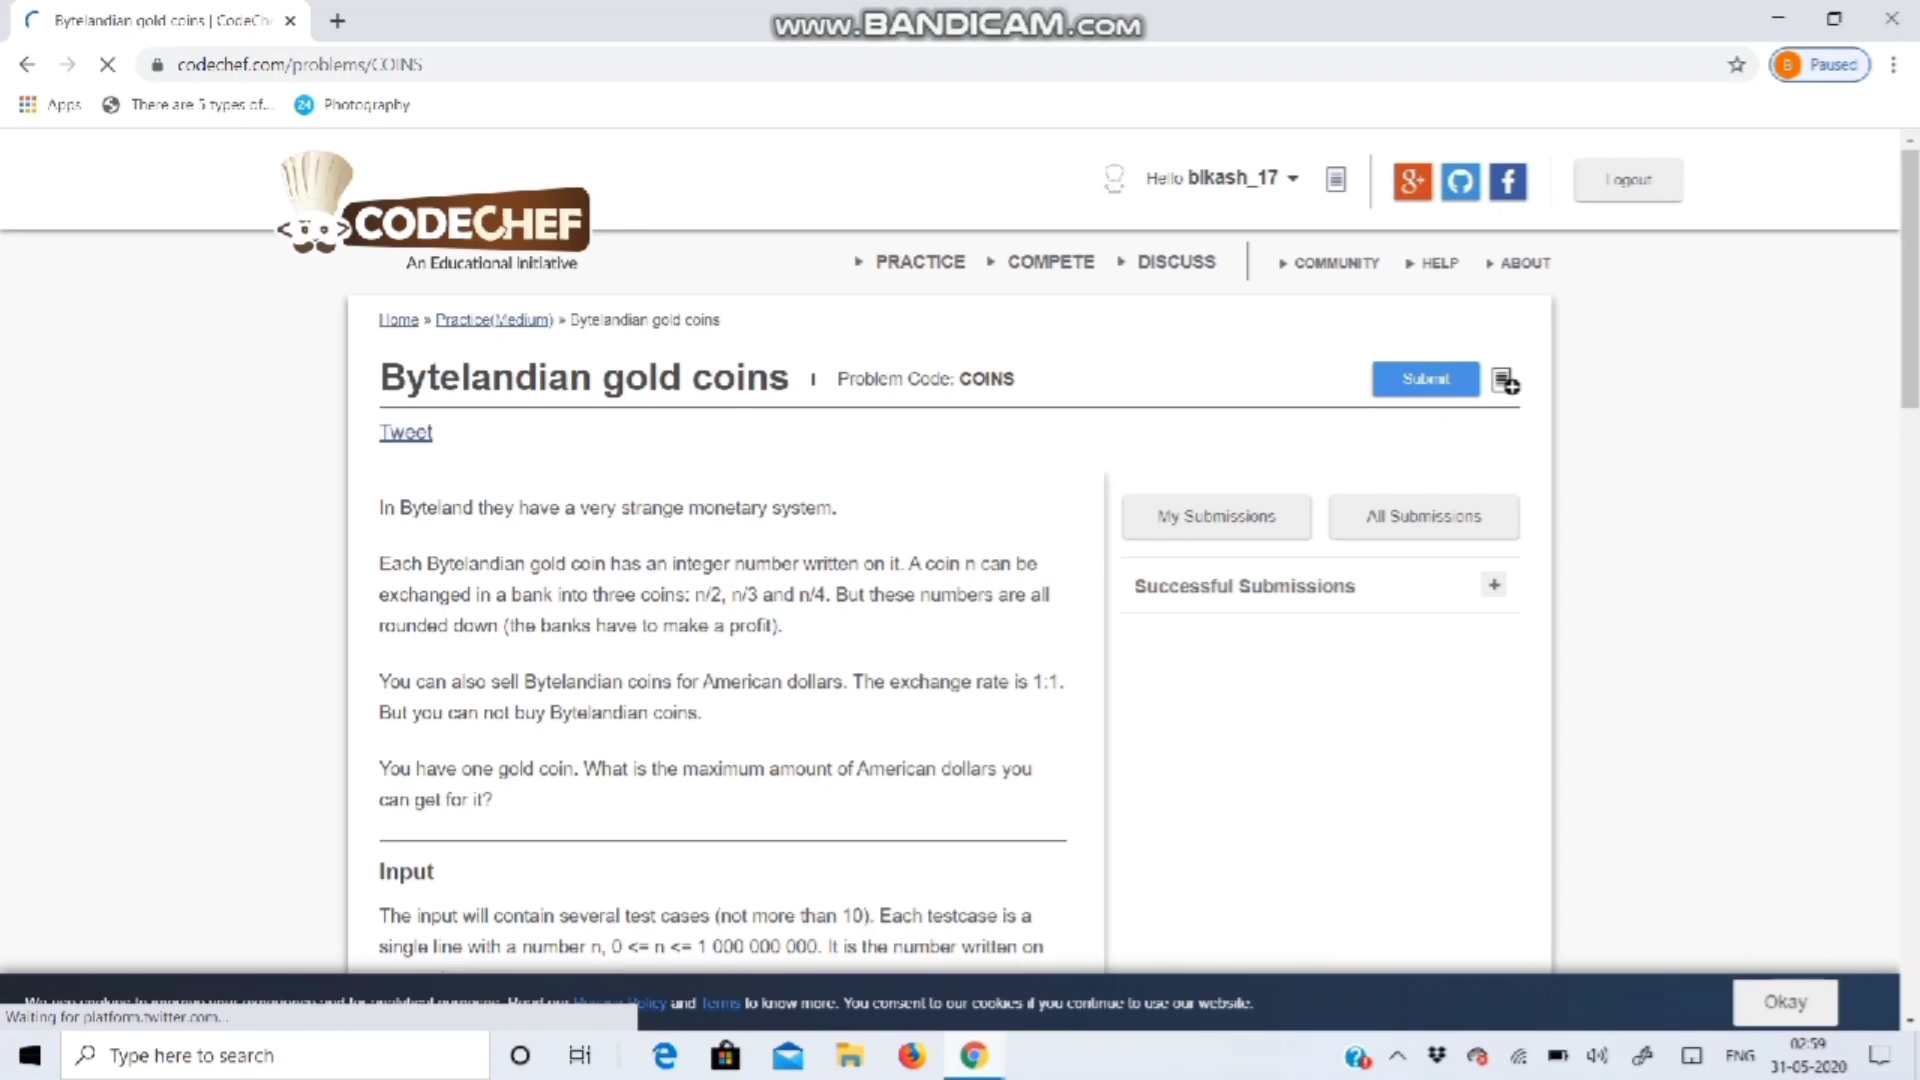 Bytelandian gold coins | CodeChe
www.BANDICAM.com
codechef.com/problems/COINS
Paused
Apps There are 5 types of... Photography
Hello bikash_17
Logout
CODECHEF
An Educational Initiative
PRACTICE COMPETE DISCUSS COMMUNITY HELP ABOUT
Home » Practice(Medium) » Bytelandian gold coins
Bytelandian gold coins
Problem Code: COINS
Submit
Tweet
In Byteland they have a very strange monetary system.
My Submissions All Submissions
Each Bytelandian gold coin has an integer number written on it. A coin n can be
exchanged in a bank into three coins: n/2, n/3 and n/4. But these numbers are all
rounded down (the banks have to make a profit).
Successful Submissions +
You can also sell Bytelandian coins for American dollars. The exchange rate is 1:1.
But you can not buy Bytelandian coins.
You have one gold coin. What is the maximum amount of American dollars you
can get for it?
Input
The input will contain several test cases (not more than 10). Each testcase is a
single line with a number n, 0 <= n <= 1 000 000 000. It is the number written on
Policy and Terms to know more. You consent to our cookies if you continue to use our website.
Okay
Waiting for platform.twitter.com...
Type here to search
ENG
02:59
31-05-2020